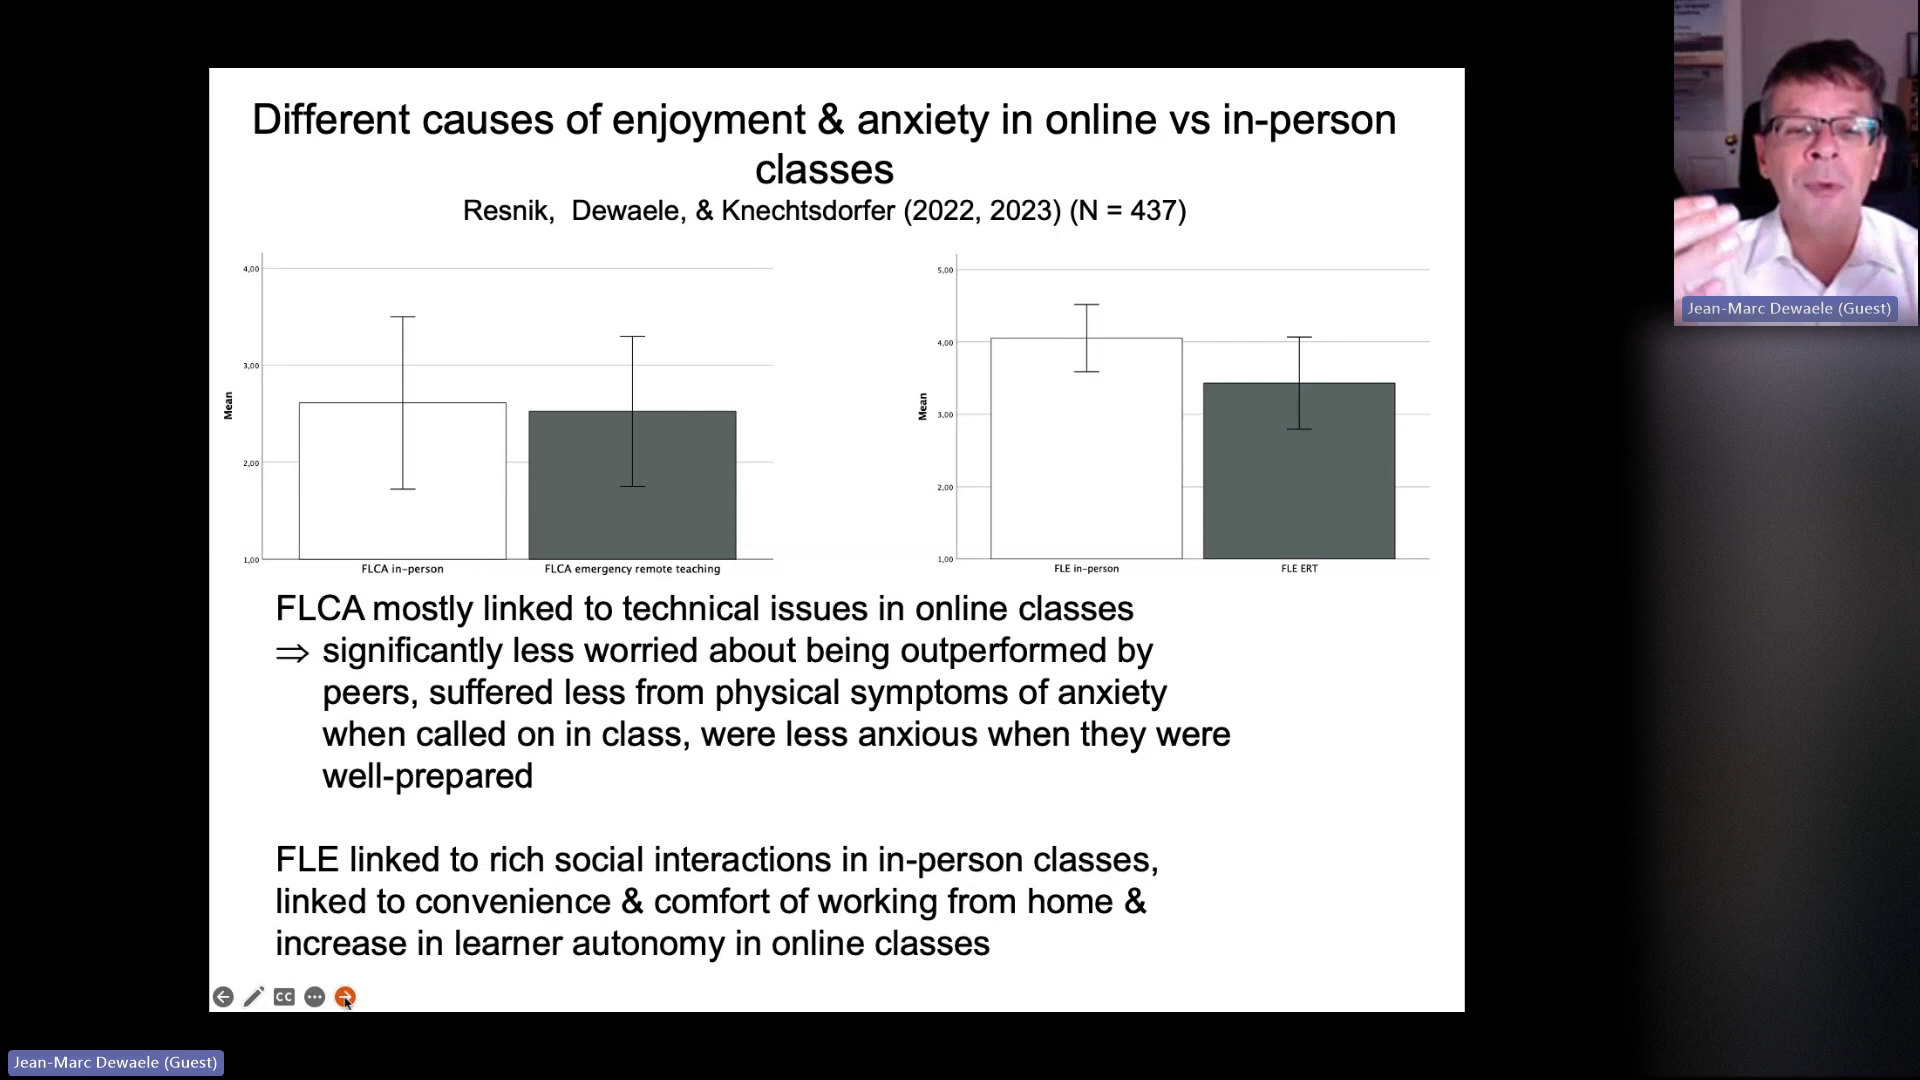 Different causes of enjoyment & anxiety in online vs in-person
classes
Resnik, Dewaele, & Knechtsdorfer (2022, 2023) (N = 437)
4,00
3,00
2,00
1,00
Mean
FLCA in-person
FLCA emergency remote teaching
5,00
4,00
3,00
2,00
1,00
Mean
FLE in-person
FLE ERT
FLCA mostly linked to technical issues in online classes
⇒ significantly less worried about being outperformed by
peers, suffered less from physical symptoms of anxiety
when called on in class, were less anxious when they were
well-prepared
FLE linked to rich social interactions in in-person classes,
linked to convenience & comfort of working from home &
increase in learner autonomy in online classes
CC
Jean-Marc Dewaele (Guest)
Jean-Marc Dewaele (Guest)